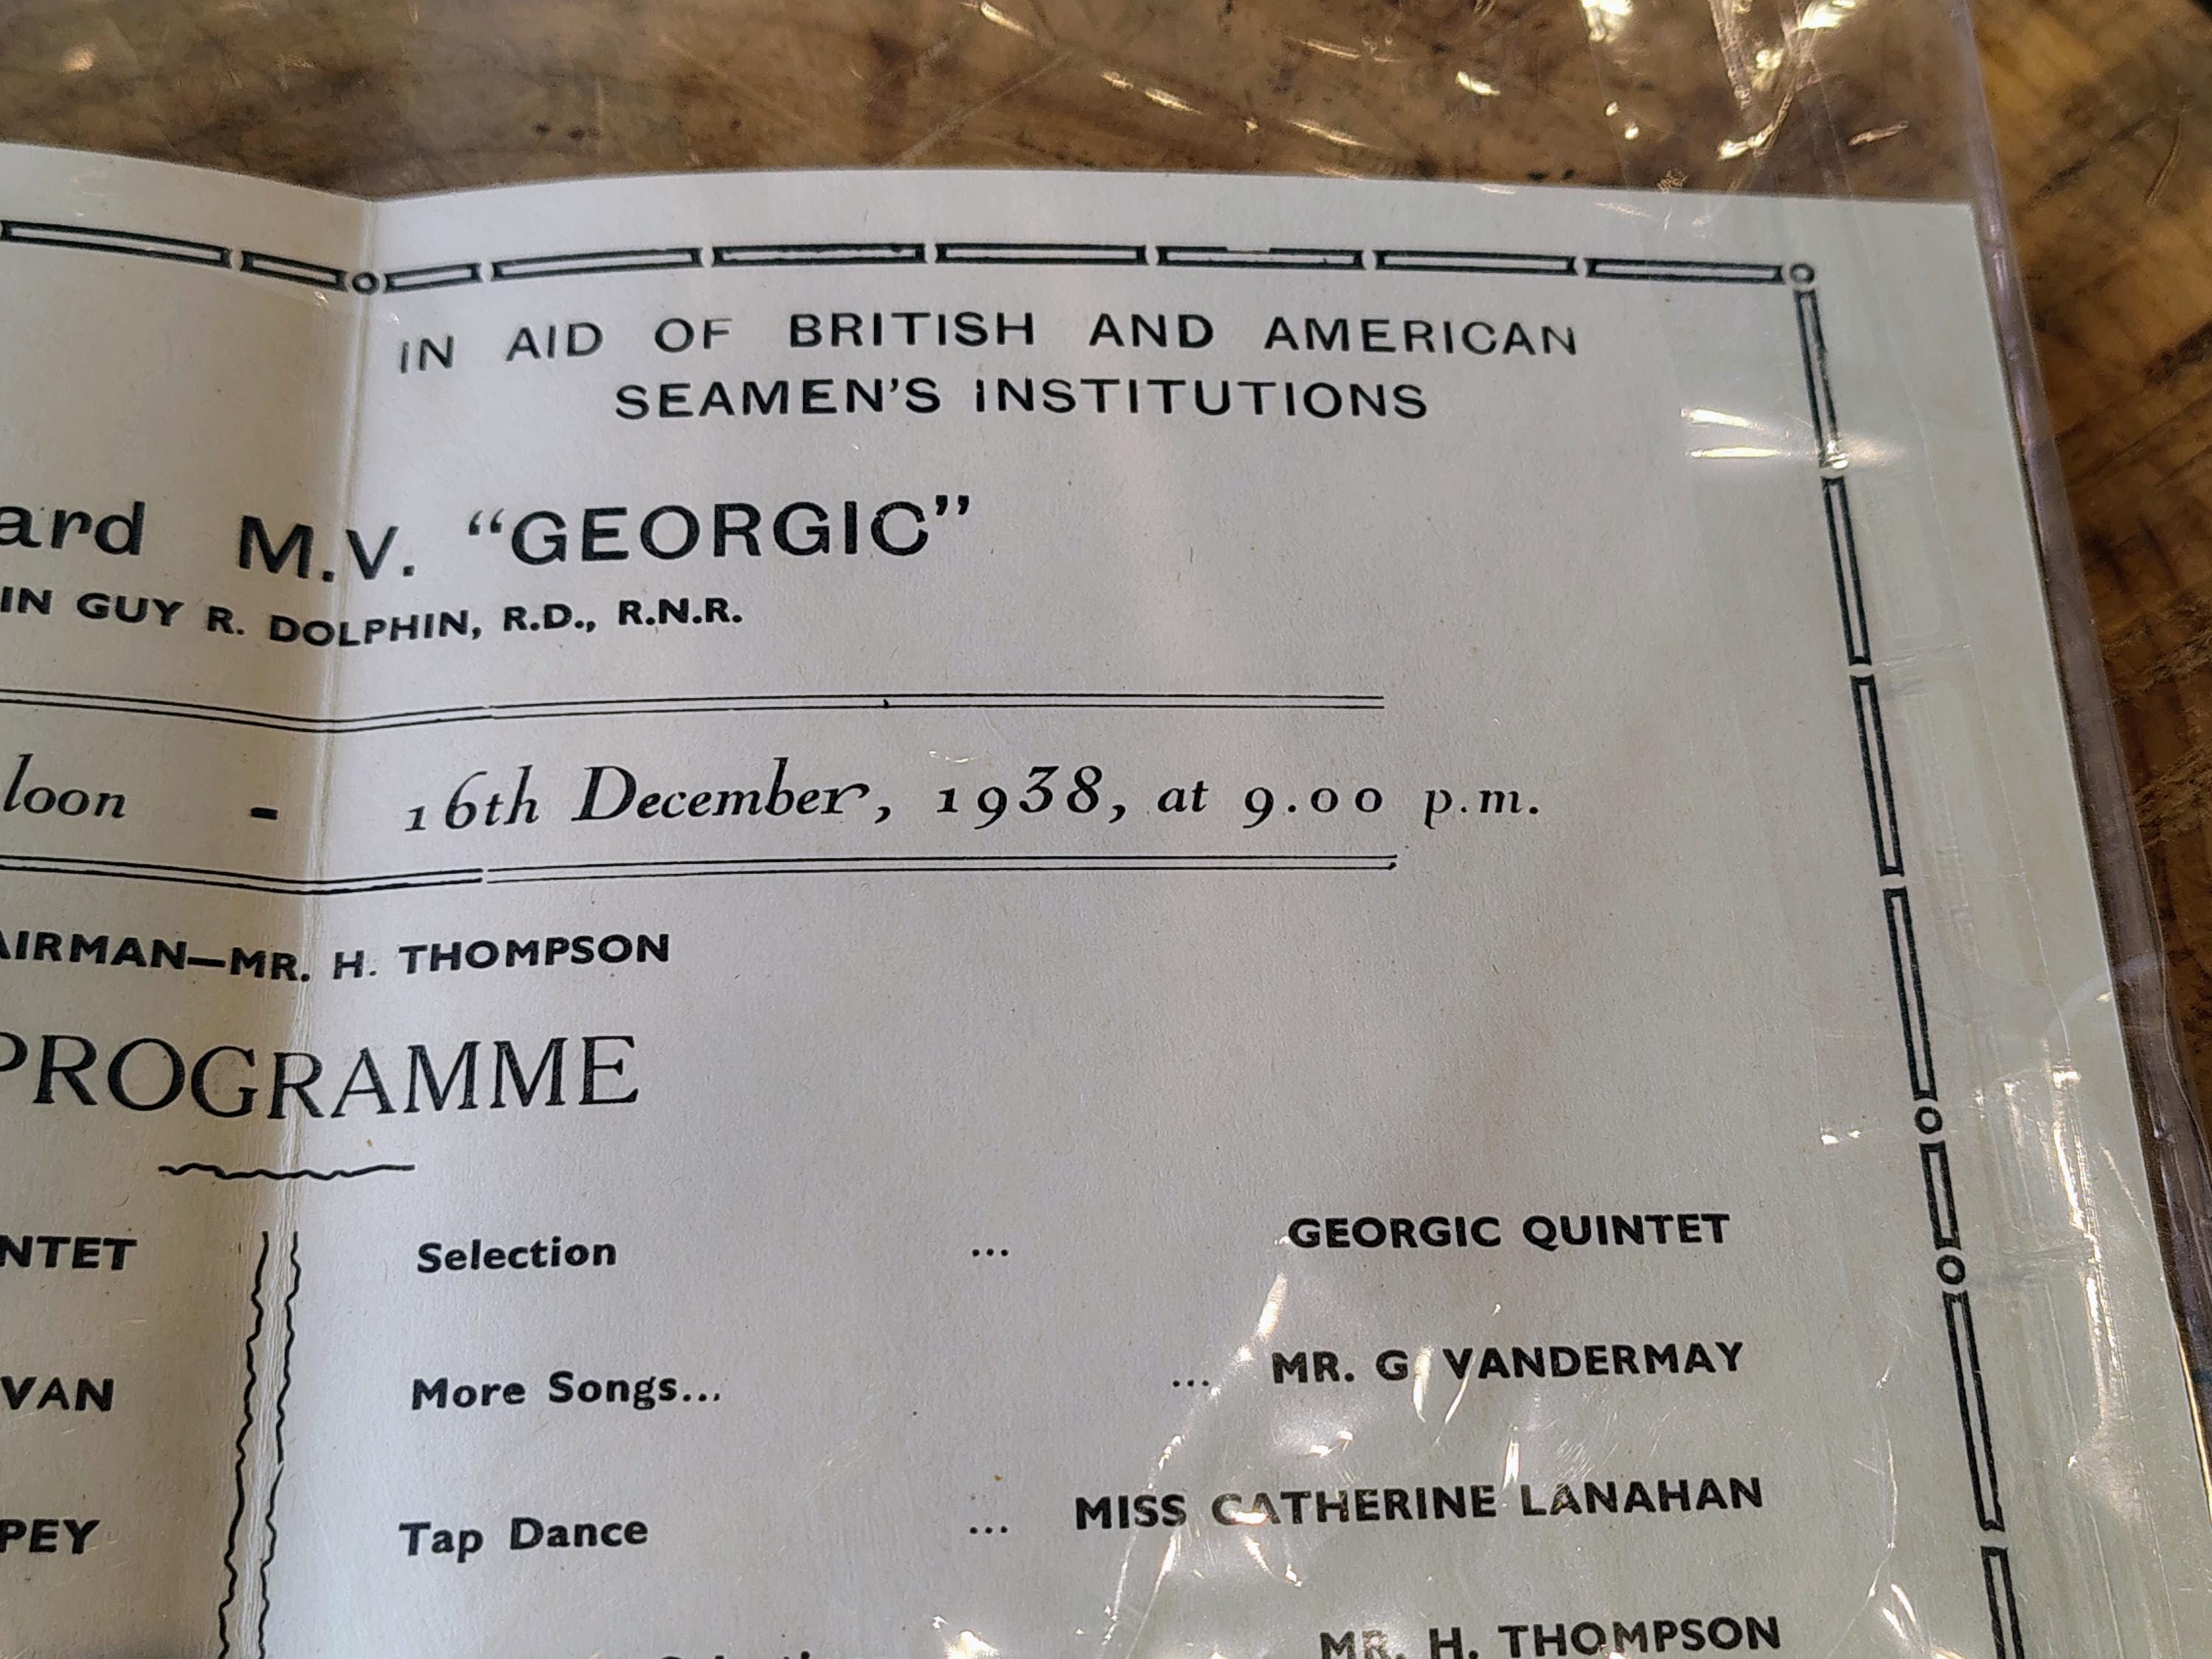 IN AID OF BRITISH AND AMERICAN
SEAMEN'S INSTITUTIONS
ard M.V. "GEORGIC"
IN GUY R. DOLPHIN, R.D., R.N.R.
loon - 16th December, 1938, at 9.00 p.m.
AIRMAN—MR. H. THOMPSON
PROGRAMME
NTET
Selection ... GEORGIC QUINTET
VAN
More Songs... ... MR. G. VANDERMAY
PEY
Tap Dance ... MISS CATHERINE LANAHAN
MR. H. THOMPSON